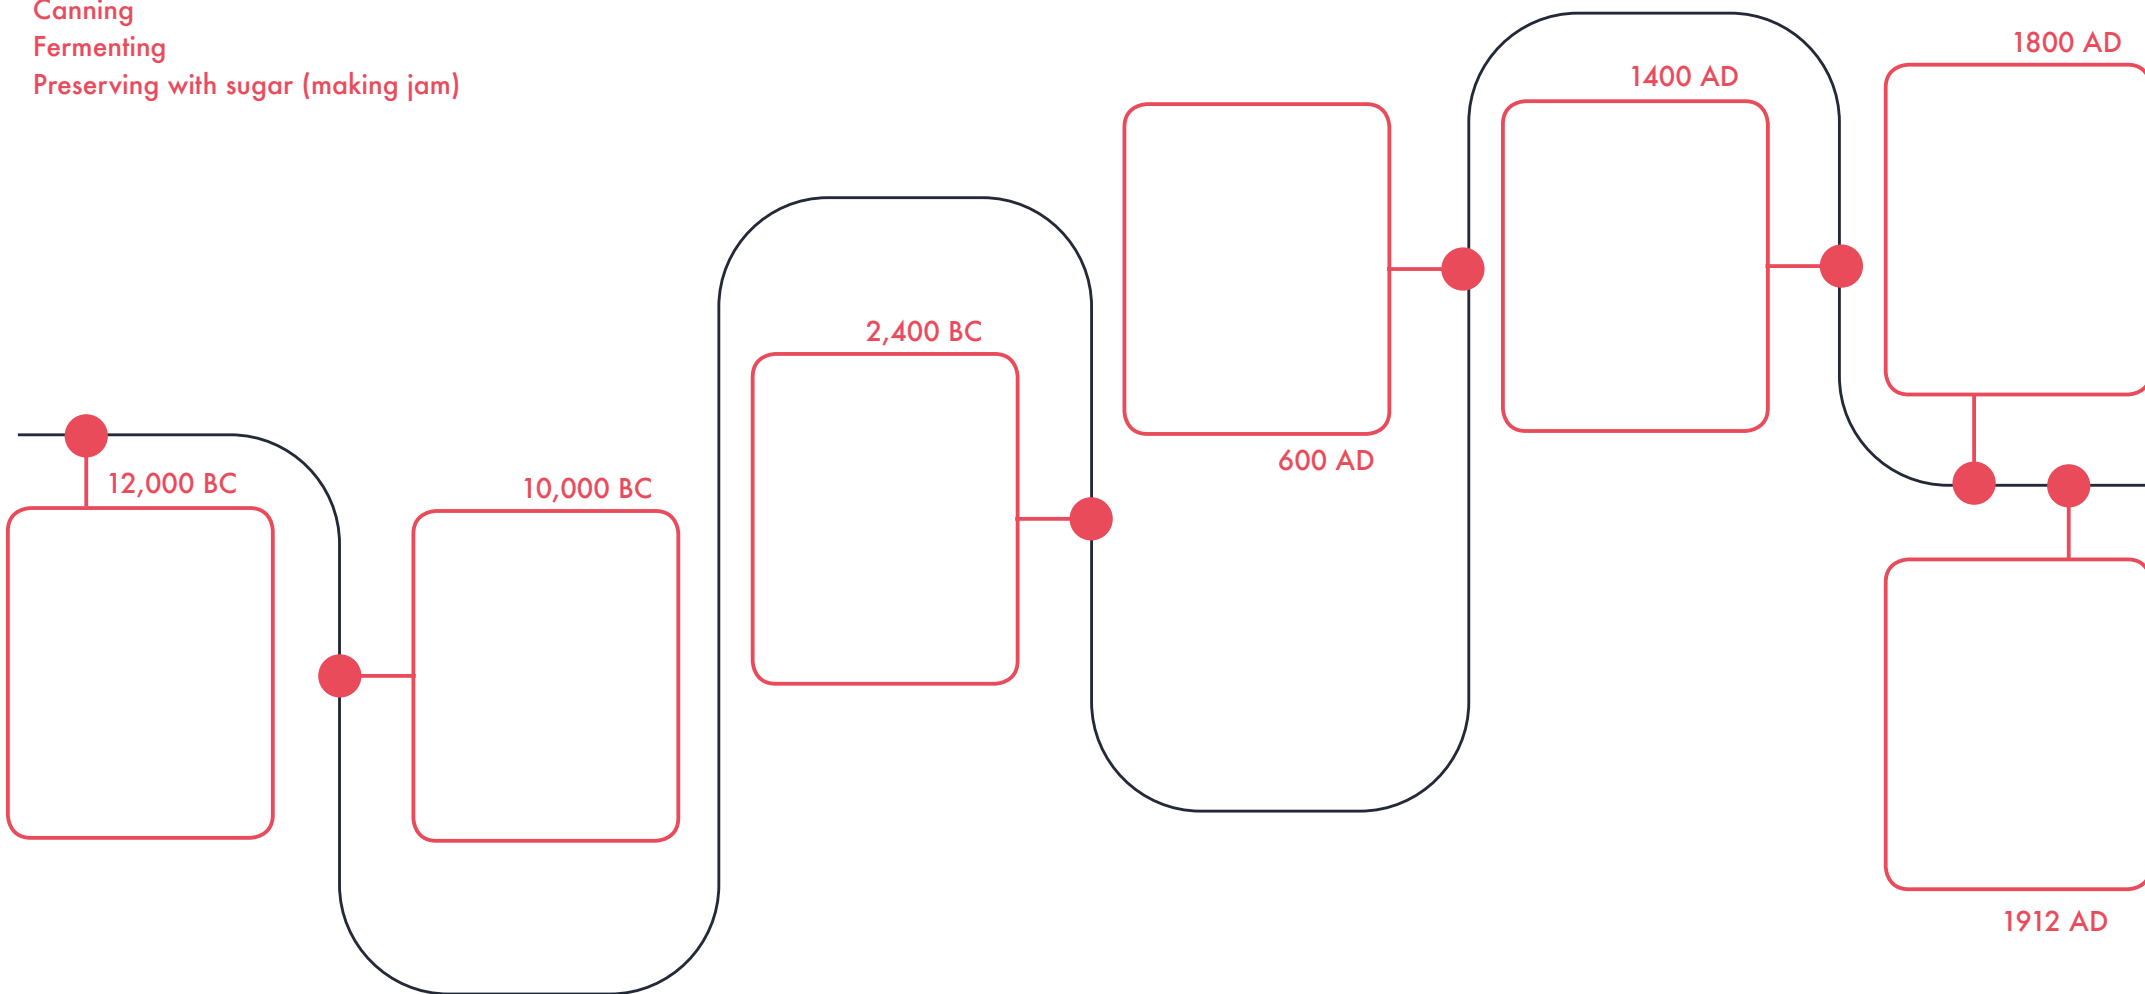 Canning
Fermenting
Preserving with sugar (making jam)
12,000 BC
10,000 BC
2,400 BC
600 AD
1400 AD
1800 AD
1912 AD